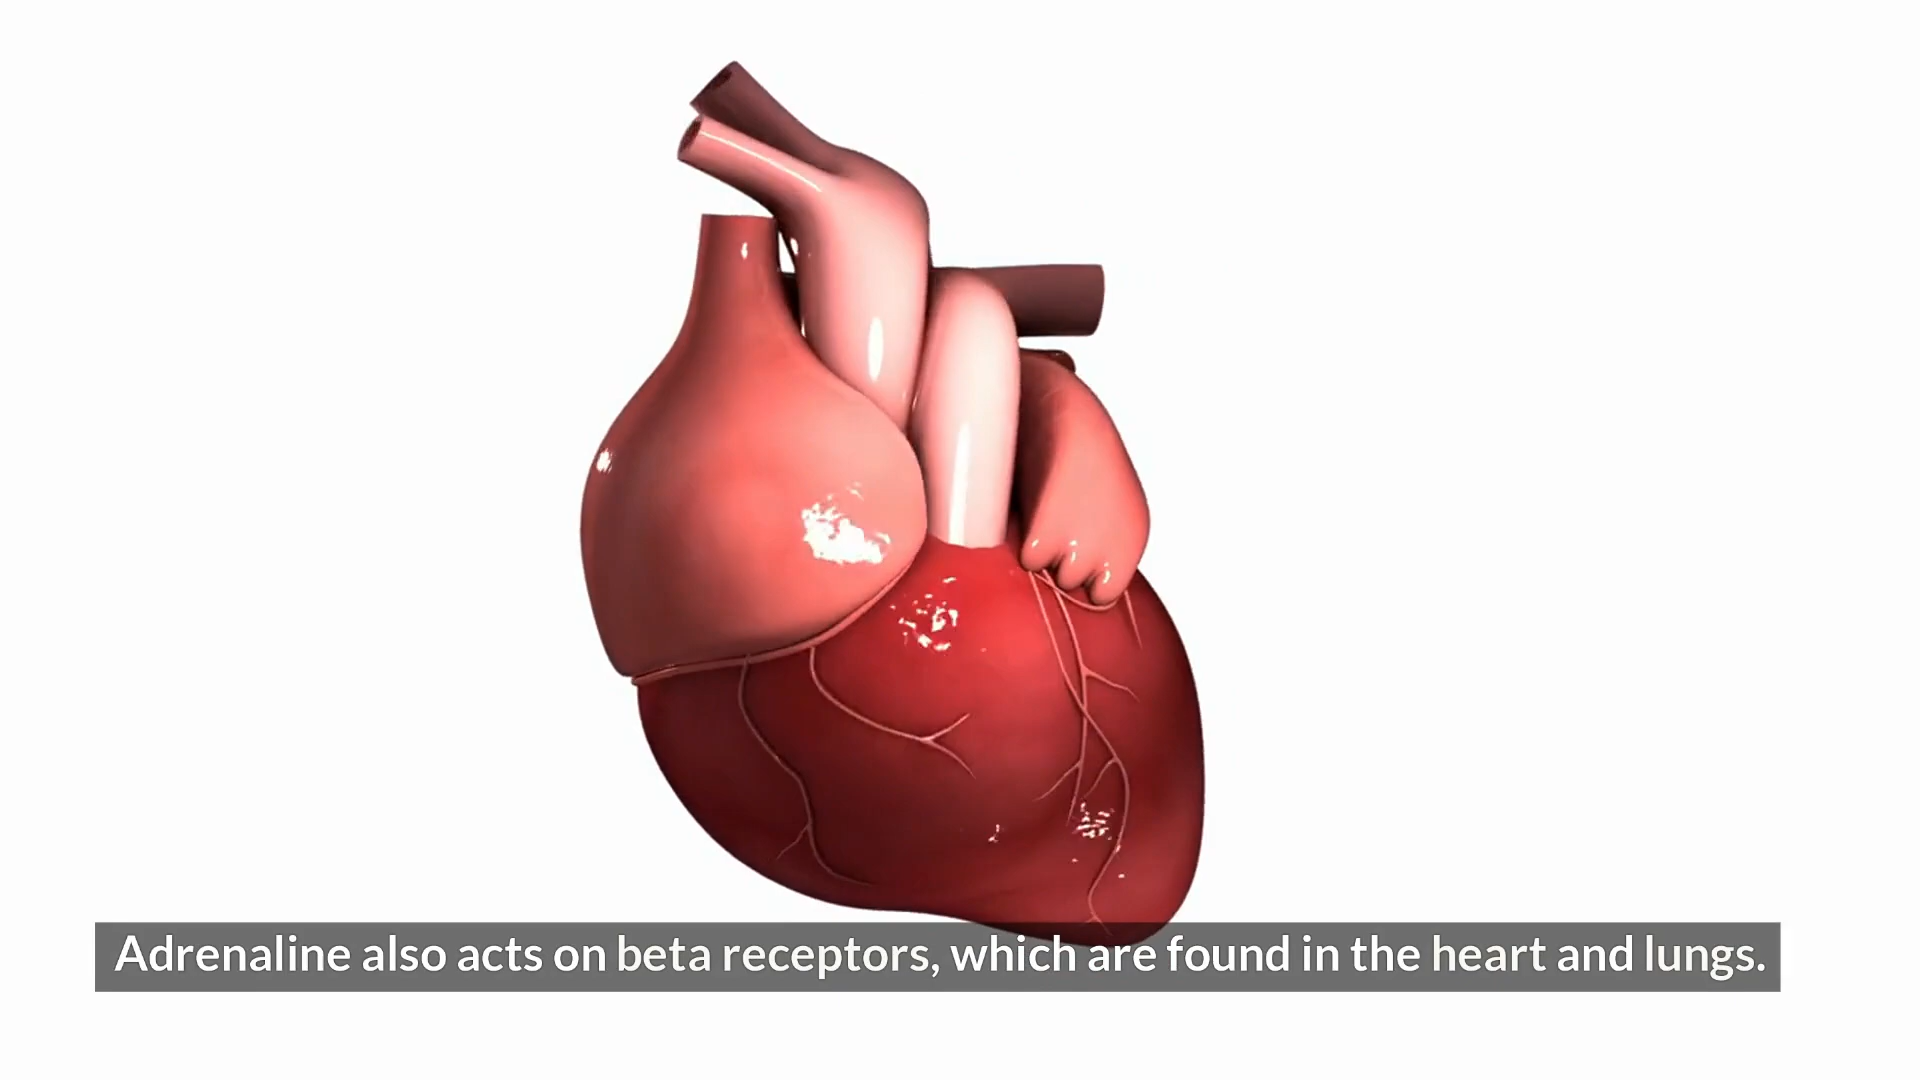 Adrenaline also acts on beta receptors, which are found in the heart and lungs.